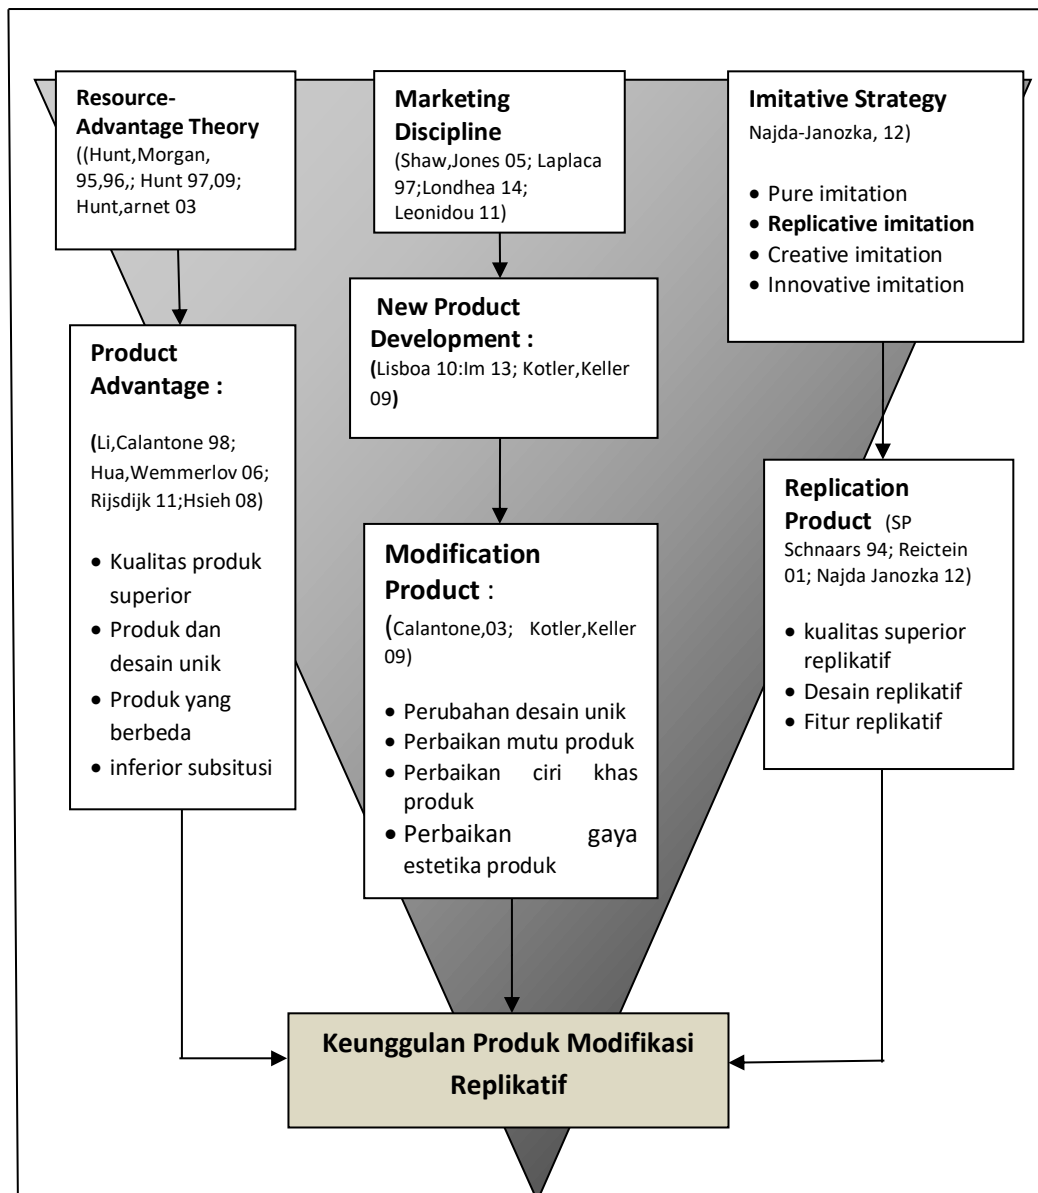 Resource-
Advantage Theory
((Hunt,Morgan,
95,96,; Hunt 97,09;
Hunt,arnet 03
Marketing
Discipline
(Shaw,Jones 05; Laplaca
97;Londhea 14;
Leonidou 11)
Imitative Strategy
Najda-Janozka, 12)
• Pure imitation
• Replicative imitation
• Creative imitation
• Innovative imitation
Product
Advantage :
(Li,Calantone 98;
Hua,Wemmerlov 06;
Rijsdijk 11;Hsieh 08)
• Kualitas produk
superior
• Produk dan
desain unik
• Produk yang
berbeda
• inferior subsitusi
New Product
Development :
(Lisboa 10:Im 13; Kotler,Keller
09)
Modification
Product :
(Calantone,03; Kotler,Keller
09)
• Perubahan desain unik
• Perbaikan mutu produk
• Perbaikan ciri khas
produk
• Perbaikan gaya
estetika produk
Replication
Product (SP
Schnaars 94; Reictein
01; Najda Janozka 12)
• kualitas superior
replikatif
• Desain replikatif
• Fitur replikatif
Keunggulan Produk Modifikasi
Replikatif